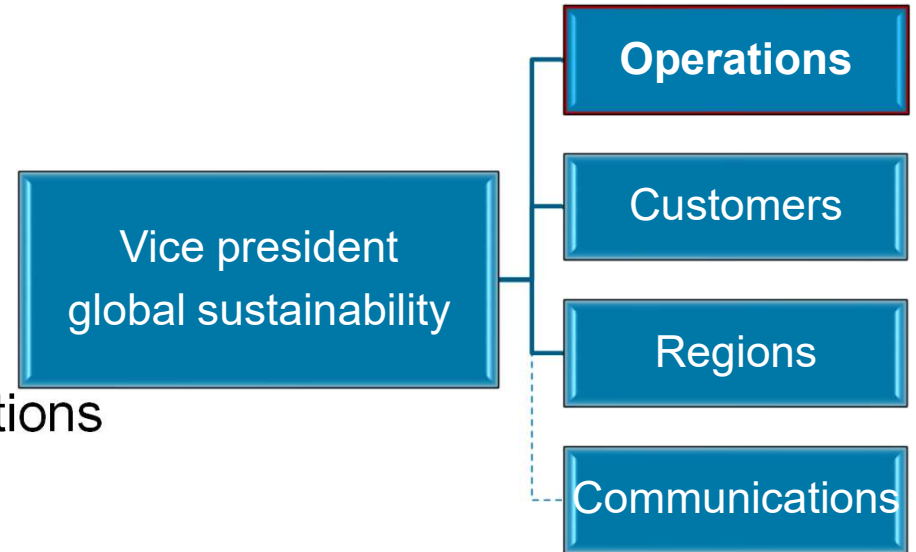 Operations
Customers
Vice president
global sustainability
Regions
tions
Communications